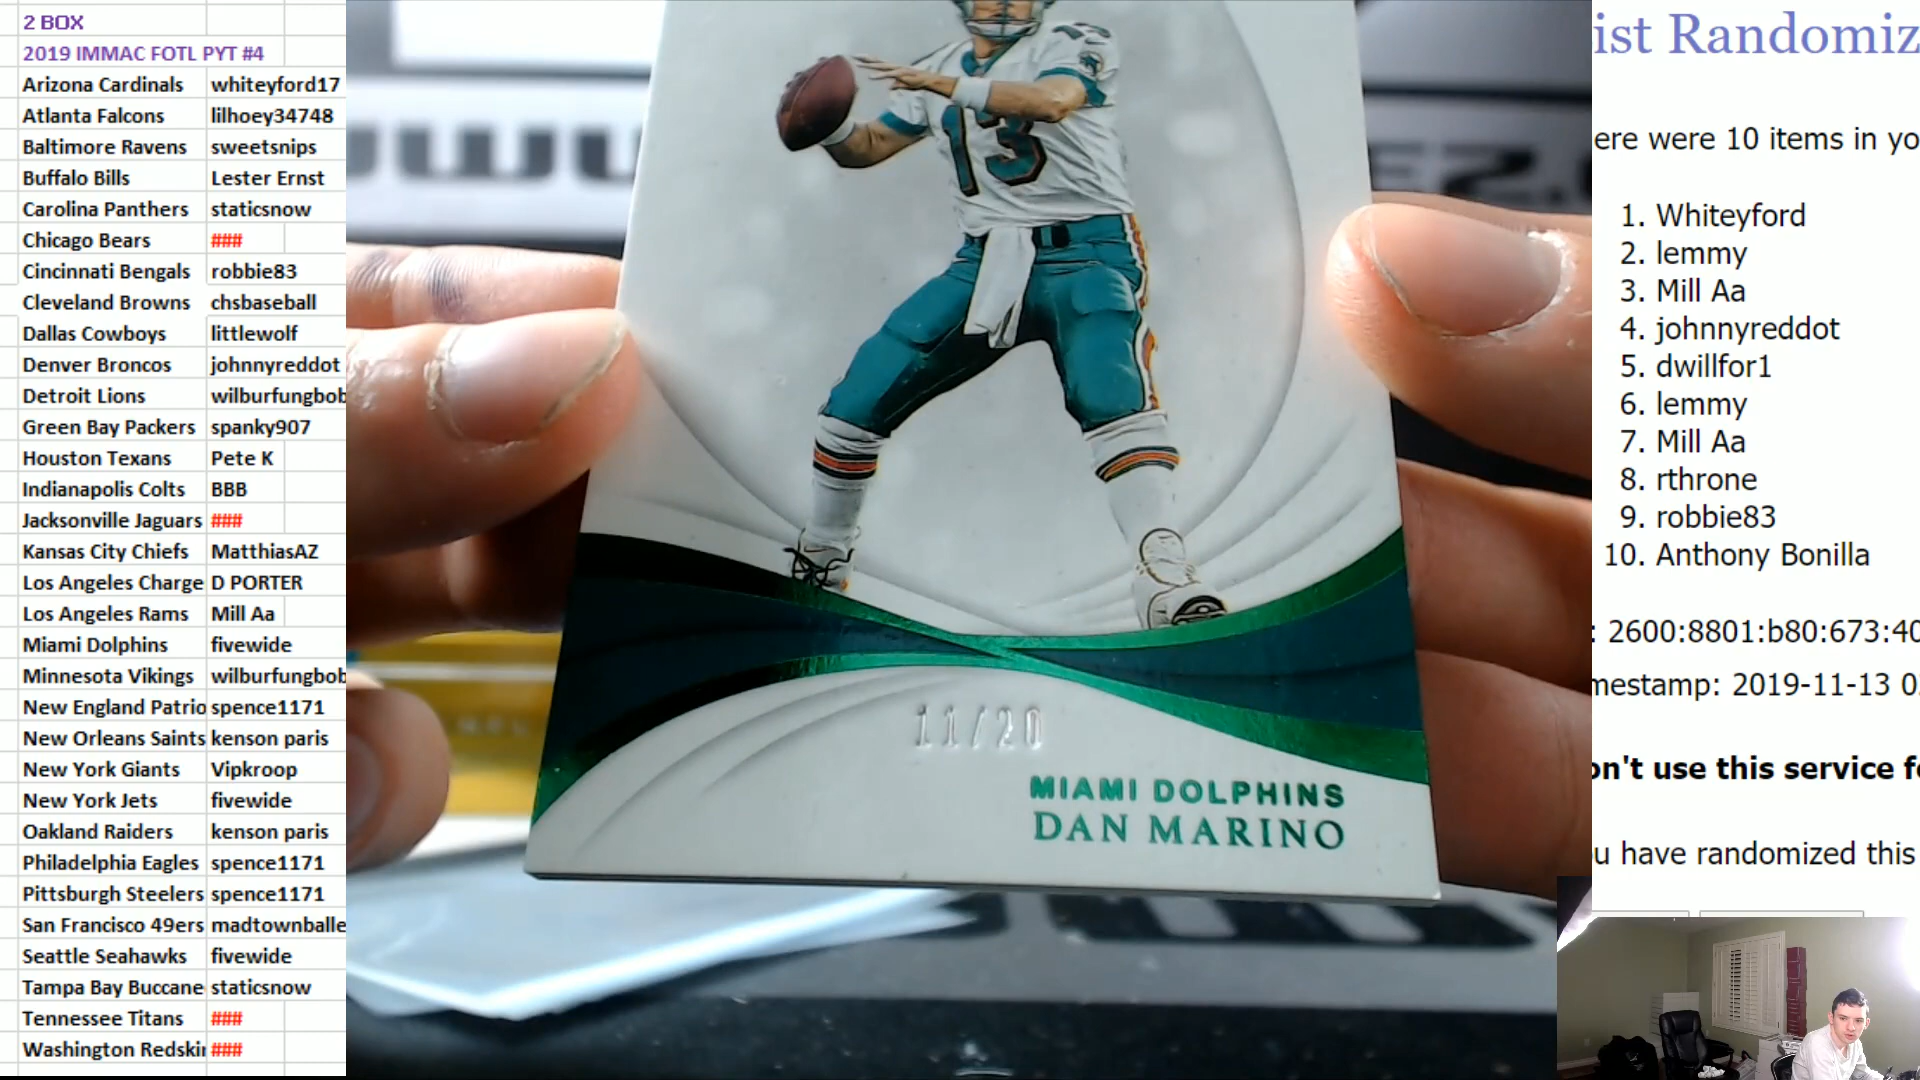 2 BOX
2019 IMMAC FOTL PYT #4
Arizona Cardinals whiteyford17
Atlanta Falcons lilhoey34748
Baltimore Ravens sweetsnips
Buffalo Bills Lester Ernst
Carolina Panthers staticsnow
Chicago Bears ###
Cincinnati Bengals robbie83
Cleveland Browns chsbaseball
Dallas Cowboys littlewolf
Denver Broncos johnnyreddot
Detroit Lions wilburfungbob
Green Bay Packers spanky907
Houston Texans Pete K
Indianapolis Colts BBB
Jacksonville Jaguars ###
Kansas City Chiefs MatthiasAZ
Los Angeles Charge D PORTER
Los Angeles Rams Mill Aa
Miami Dolphins fivewide
Minnesota Vikings wilburfungbob
New England Patrio spence1171
New Orleans Saints kenson paris
New York Giants Vipkroop
New York Jets fivewide
Oakland Raiders kenson paris
Philadelphia Eagles spence1171
Pittsburgh Steelers spence1171
San Francisco 49ers madtownballe
Seattle Seahawks fivewide
Tampa Bay Buccane staticsnow
Tennessee Titans ###
Washington Redski ###
13
13
11/20
MIAMI DOLPHINS
DAN MARINO
ist Randomiz
ere were 10 items in yo
1. Whiteyford
2. lemmy
3. Mill Aa
4. johnnyreddot
5. dwillfor1
6. lemmy
7. Mill Aa
8. rthrone
9. robbie83
10. Anthony Bonilla
: 2600:8801:b80:673:40
mestamp: 2019-11-13 0
on't use this service fo
u have randomized this